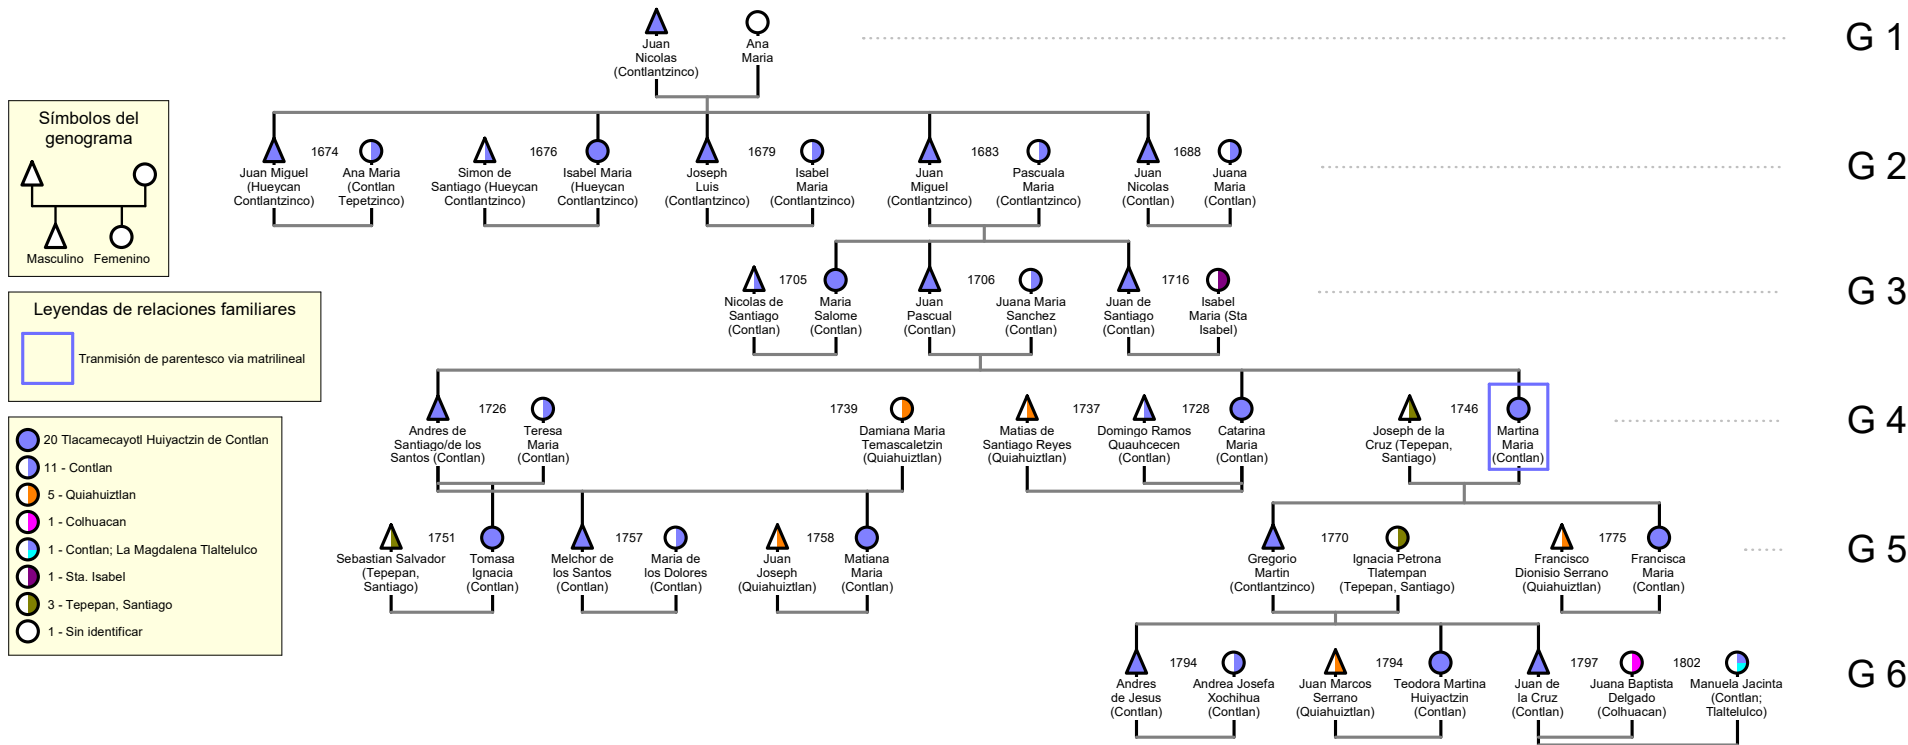 Juan
Nicolas
(Contlantzinco)
Ana
Maria
G 1
Símbolos del
genograma
Masculino Femenino
Leyendas de relaciones familiares
Tranmisión de parentesco via matrilineal
20 Tlacamecayotl Huiyactzin de Contlan
11 - Contlan
5 - Quiahuiztlan
1 - Colhuacan
1 - Contlan; La Magdalena Tlaltelulco
1 - Sta. Isabel
3 - Tepepan, Santiago
1 - Sin identificar
Juan Miguel
(Hueycan
Contlantzinco)
1674
Ana Maria
(Contlan
Tepetzinco)
Simon de
Santiago (Hueycan
Contlantzinco)
1676
Isabel Maria
(Hueycan
Contlantzinco)
Joseph
Luis
(Contlantzinco)
1679
Isabel
Maria
(Contlantzinco)
Juan
Miguel
(Contlantzinco)
1683
Pascuala
Maria
(Contlantzinco)
Juan
Nicolas
(Contlan)
1688
Juana
Maria
(Contlan)
G 2
Nicolas de
Santiago
(Contlan)
1705
Maria
Salome
(Contlan)
Juan
Pascual
(Contlan)
1706
Juana Maria
Sanchez
(Contlan)
Juan de
Santiago
(Contlan)
1716
Isabel
Maria (Sta
Isabel)
G 3
Andres de
Santiago/de los
Santos (Contlan)
1726
Teresa
Maria
(Contlan)
1739
Damiana Maria
Temascaletzin
(Quiahuiztlan)
Matias de
Santiago Reyes
(Quiahuiztlan)
1737
Domingo Ramos
Quauhcecen
(Contlan)
1728
Catarina
Maria
(Contlan)
Joseph de la
Cruz (Tepepan,
Santiago)
1746
Martina
Maria
(Contlan)
G 4
Sebastian Salvador
(Tepepan,
Santiago)
1751
Tomasa
Ignacia
(Contlan)
Melchor de
los Santos
(Contlan)
1757
Maria de
los Dolores
(Contlan)
Juan
Joseph
(Quiahuiztlan)
1758
Matiana
Maria
(Contlan)
Gregorio
Martin
(Contlantzinco)
1770
Ignacia Petrona
Tlatempan
(Tepepan, Santiago)
Francisco
Dionisio Serrano
(Quiahuiztlan)
1775
Francisca
Maria
(Contlan)
G 5
Andres
de Jesus
(Contlan)
1794
Andrea Josefa
Xochihua
(Contlan)
Juan Marcos
Serrano
(Quiahuiztlan)
1794
Teodora Martina
Huiyactzin
(Contlan)
Juan de
la Cruz
(Contlan)
1797
Juana Baptista
Delgado
(Colhuacan)
1802
Manuela Jacinta
(Contlan;
Tlaltelulco)
G 6